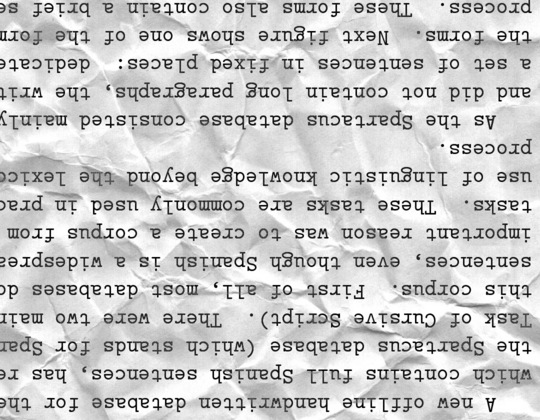 A new offline handwritten database for the
which contains full Spanish sentences, has re
the Spartacus database (which stands for Span
Task of Cursive Script). There were two main
this corpus. First of all, most databases do
sentences, even though Spanish is a widesprea
important reason was to create a corpus from
tasks. These tasks are commonly used in prac
use of linguistic knowledge beyond the lexico
process.
As the Spartacus database consisted mainly
and did not contain long paragraphs, the writ
a set of sentences in fixed places: dedicate
the forms. Next figure shows one of the form
process. These forms also contain a brief se